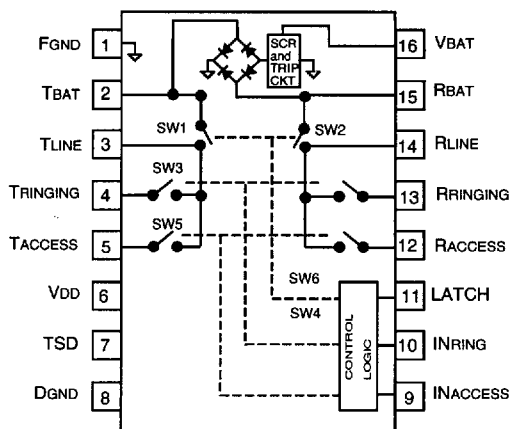 FGND 1
TBAT 2
TLINE 3
TRINGING 4
TACCESS 5
VDD 6
TSD 7
DGND 8
SCR
and
TRIP
CKT
SW1
SW2
SW3
SW5
SW6
SW4
CONTROL
LOGIC
16 VBAT
15 RBAT
14 RLINE
13 RRINGING
12 RACCESS
11 LATCH
10 INRING
9 INACCESS